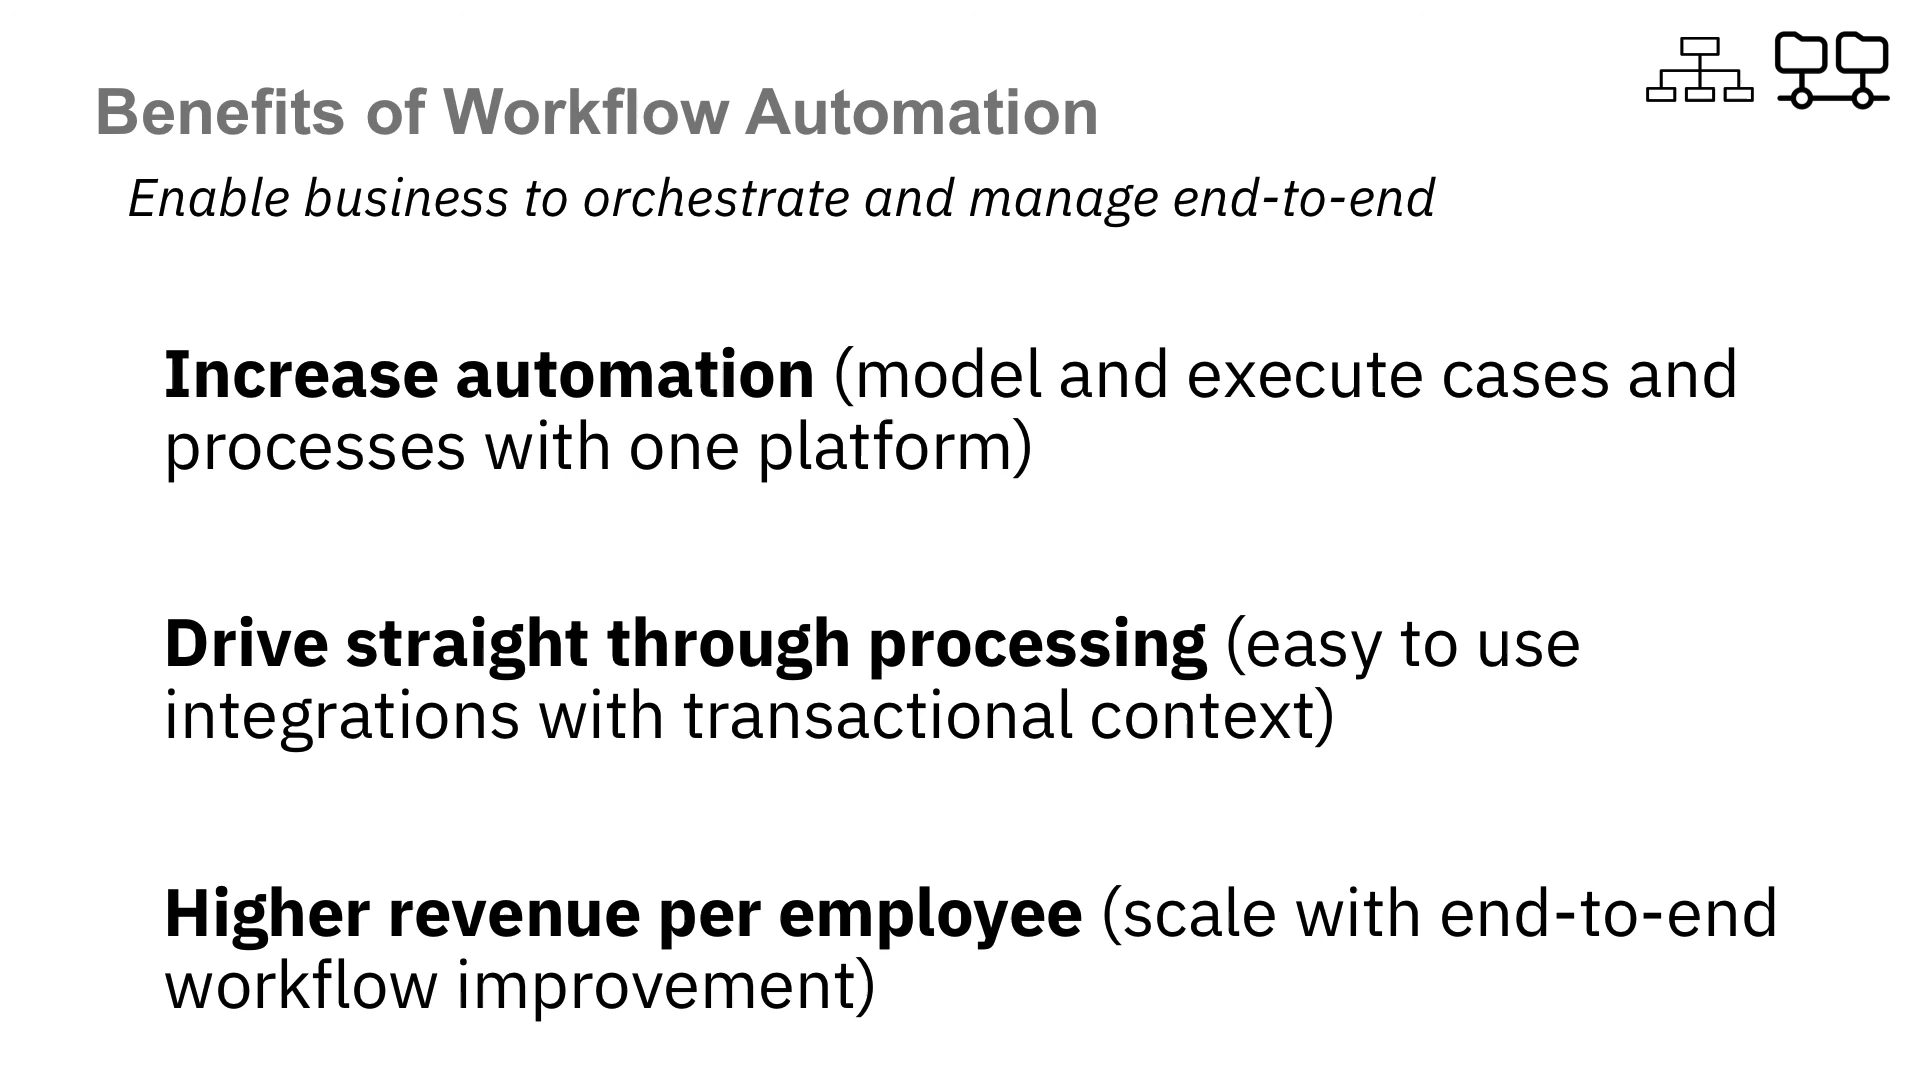 Benefits of Workflow Automation
Enable business to orchestrate and manage end-to-end
Increase automation (model and execute cases and
processes with one platform)
Drive straight through processing (easy to use
integrations with transactional context)
Higher revenue per employee (scale with end-to-end
workflow improvement)